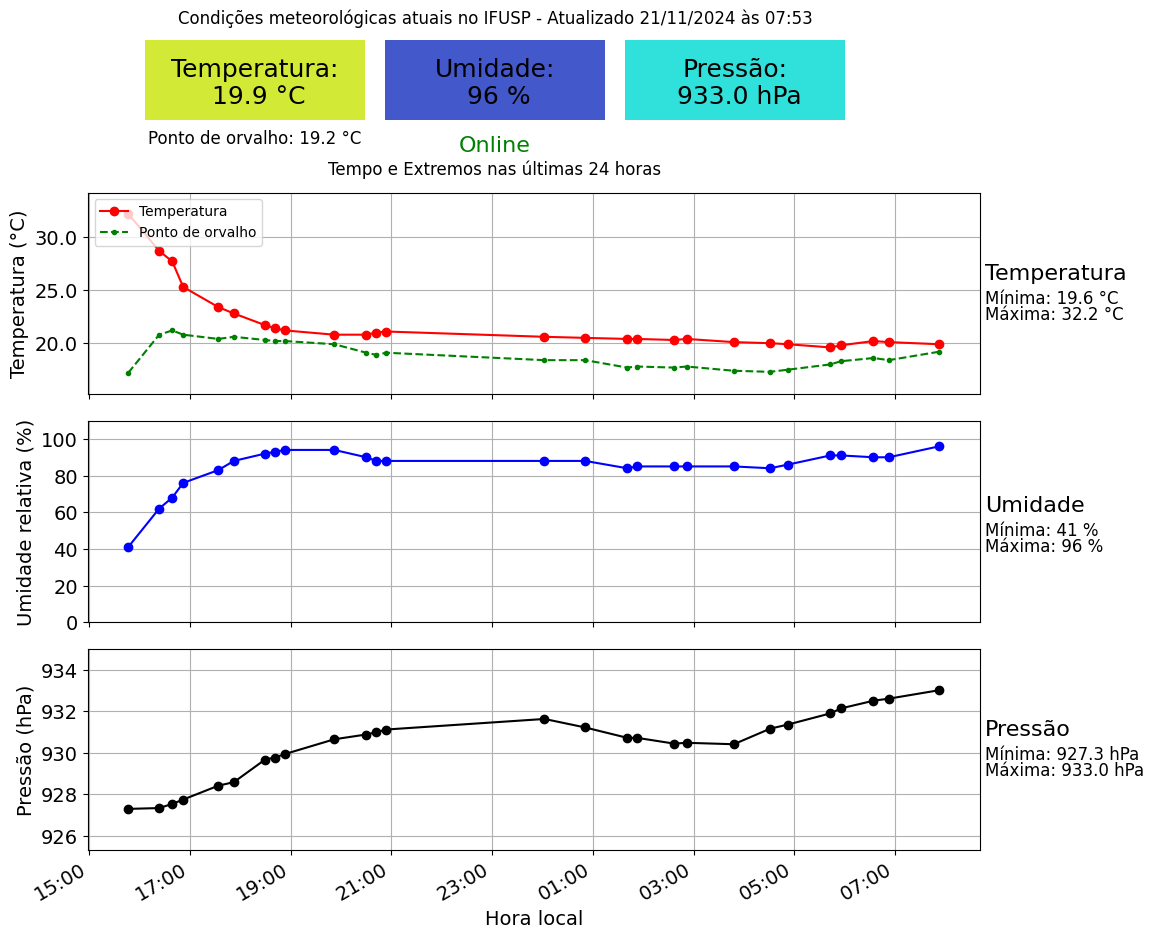 Condições meteorológicas atuais no IFUSP - Atualizado 21/11/2024 às 07:53
Temperatura:
19.9 °C
Umidade:
96 %
Pressão:
933.0 hPa
Ponto de orvalho: 19.2 °C
Online
Tempo e Extremos nas últimas 24 horas
Temperatura (°C)
30.0
25.0
20.0
Temperatura
Ponto de orvalho
Temperatura
Mínima: 19.6 °C
Máxima: 32.2 °C
Umidade relativa (%)
100
80
60
40
20
0
Umidade
Mínima: 41 %
Máxima: 96 %
Pressão (hPa)
934
932
930
928
926
Pressão
Mínima: 927.3 hPa
Máxima: 933.0 hPa
15:00
17:00
19:00
21:00
23:00
01:00
03:00
05:00
07:00
Hora local